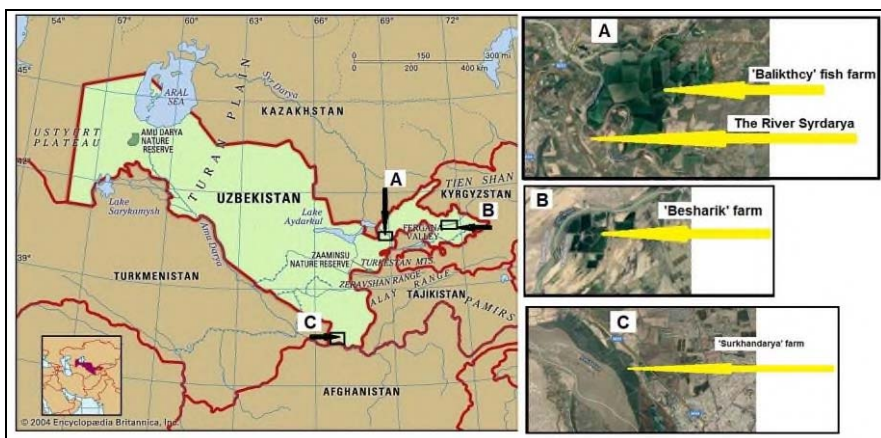 54° 57° 60° 63° 66° 69° 72°
0 150 300 mi
0 200 400 km
45°
ARAL
SEA
Syr Darya
KAZAKHSTAN
USTYURT
PLATEAU
AMU DARYA
NATURE
RESERVE
TURAN PLAIN
42°
Lake
Sarykamysh
UZBEKISTAN
Amu Darya
Lake
Aydarkul
A
TIEN SHAN
KYRGYZSTAN
B
FERGANA
VALLEY
ZAAMINSU
NATURE RESERVE
TURKESTAN MTS.
39°
TURKMENISTAN
ZERAVSHAN RANGE
ALAY RANGE
TAJIKISTAN
PAMIRS
C
AFGHANISTAN
© 2004 Encyclopædia Britannica, Inc.
A
'Balikthcy' fish farm
The River Syrdarya
B
'Besharik' farm
C
'Surkhandarya' farm